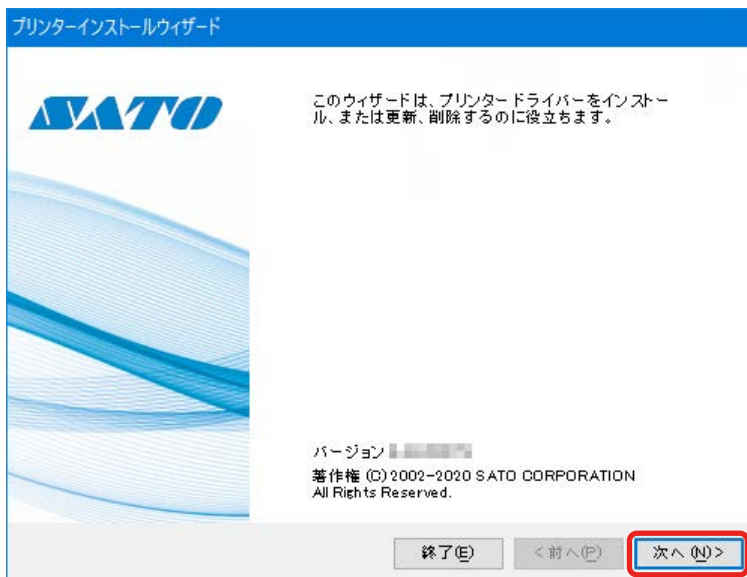 プリンターインストールウィザード
SATO
このウィザードは、プリンタードライバーをインストー
ル、または更新、削除するのに役立ちます。
バージョン
著作権 (C) 2002-2020 SATO CORPORATION
All Rights Reserved.
終了(E)
<前へ(P)
次へ(N)>